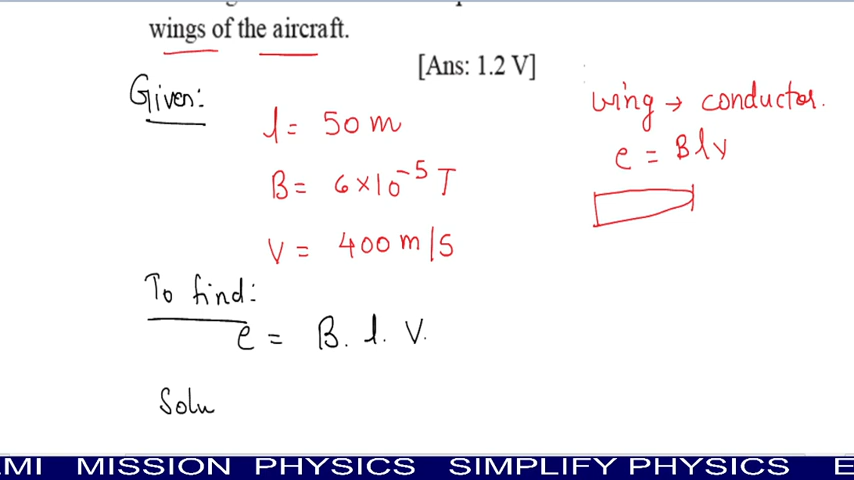 wings of the aircraft.
[Ans: 1.2 V]
Given:
l = 50 m
B = 6×10⁻⁵ T
V = 400 m/s
To find:
e = B. l. V.
Soln
wing → conductor.
e = Blv
MI MISSION PHYSICS SIMPLIFY PHYSICS E